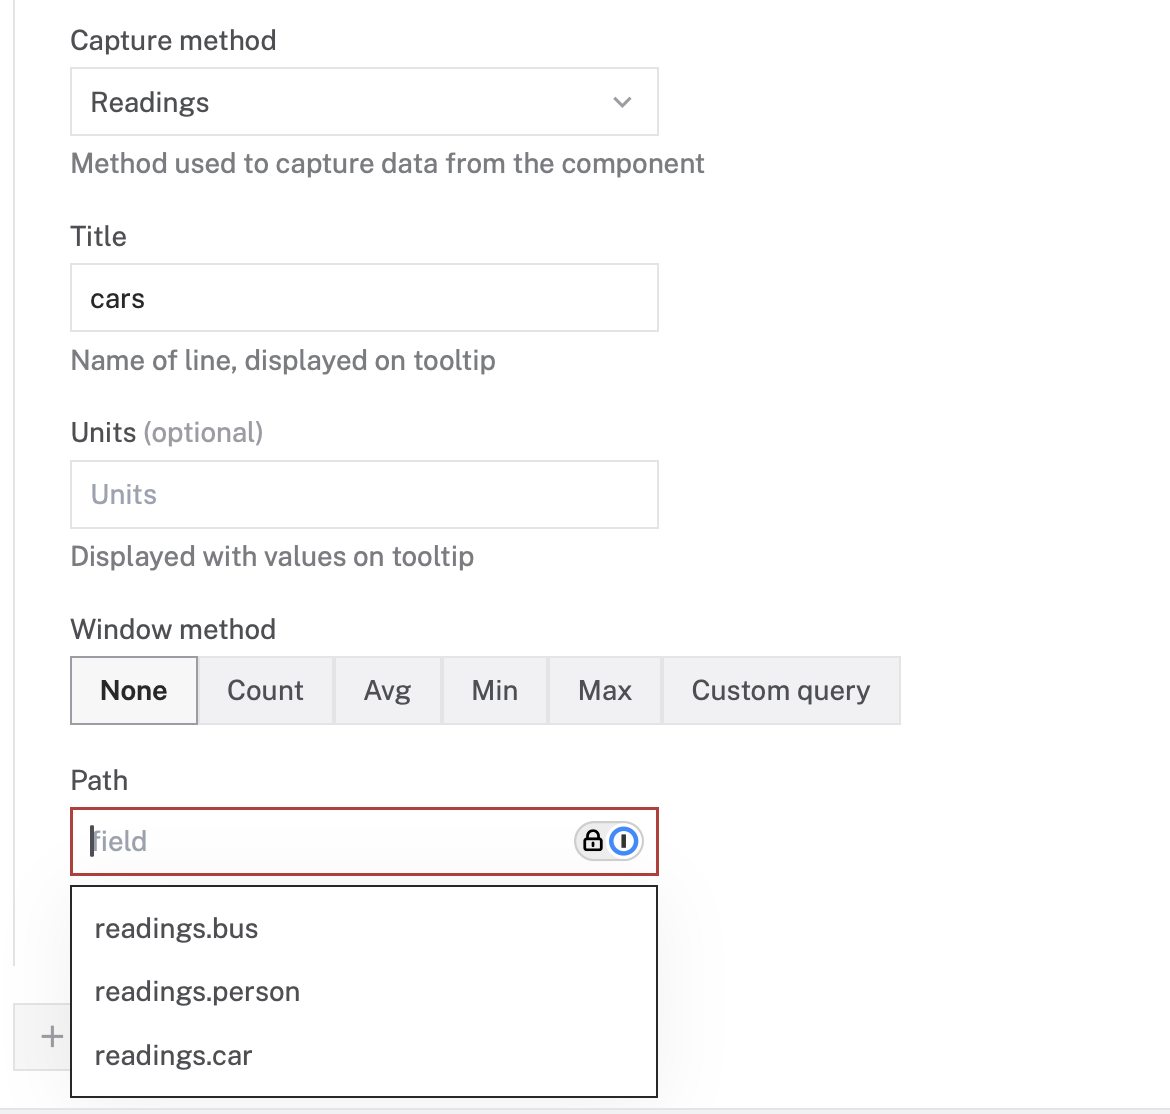 Capture method
Readings
Method used to capture data from the component
Title
cars
Name of line, displayed on tooltip
Units (optional)
Units
Displayed with values on tooltip
Window method
None Count Avg Min Max Custom query
Path
field
readings.bus
readings.person
readings.car